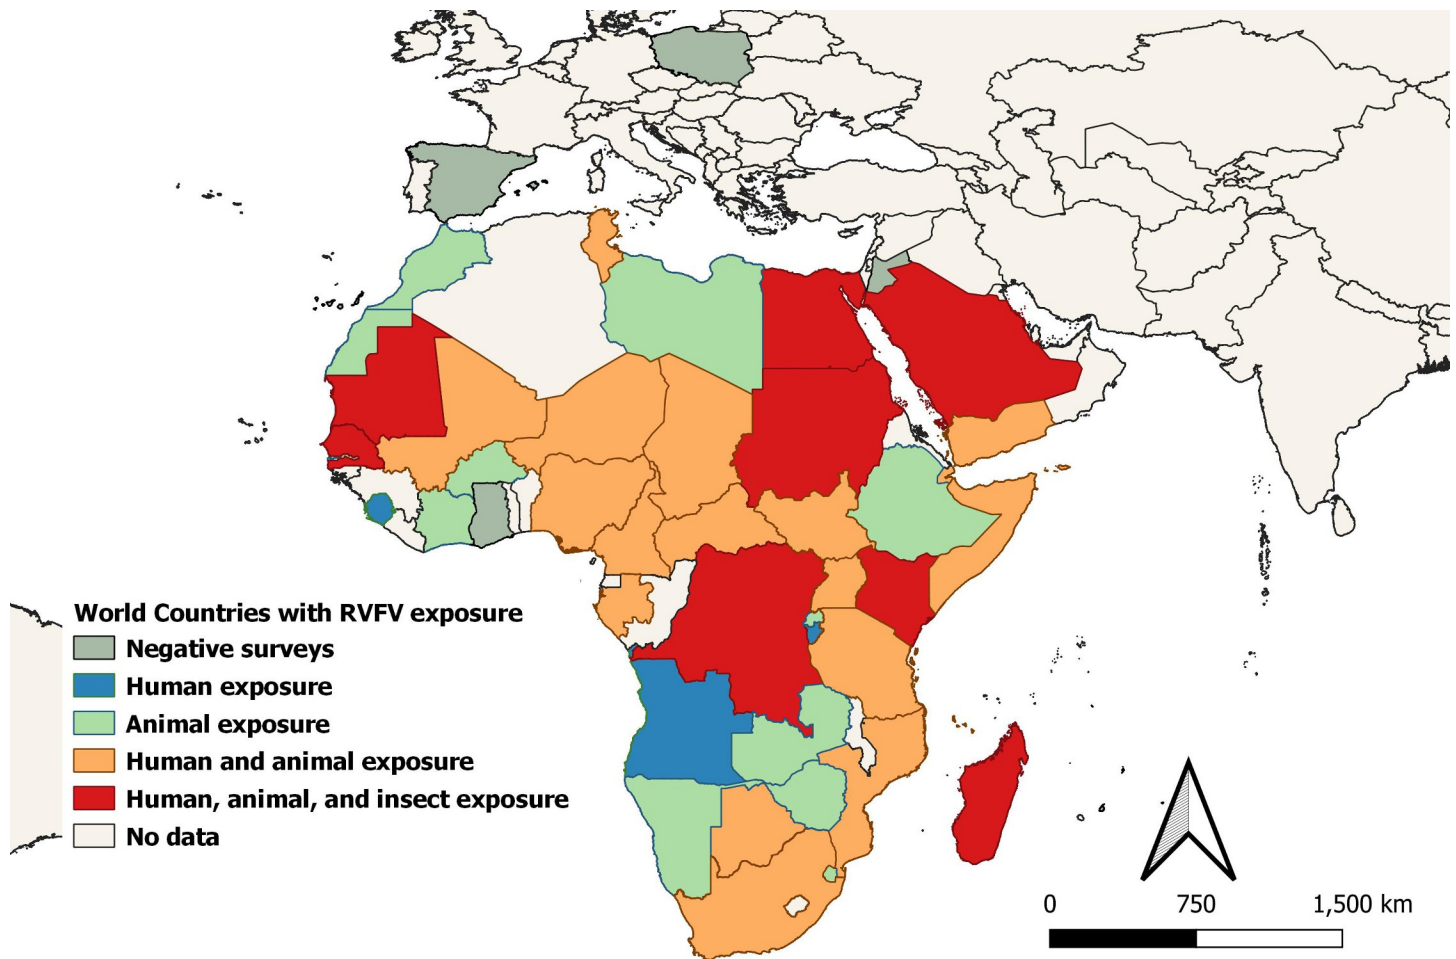 World Countries with RVFV exposure
Negative surveys
Human exposure
Animal exposure
Human and animal exposure
Human, animal, and insect exposure
No data
0 750 1,500 km